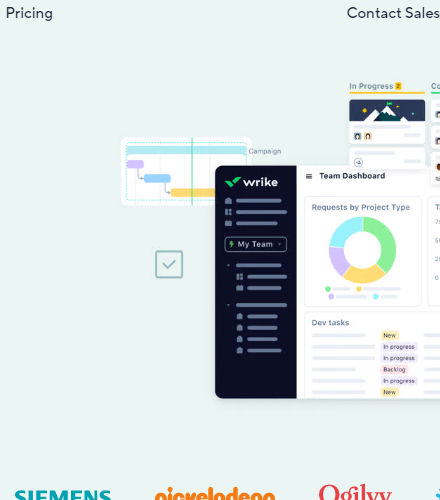 Pricing
Contact Sales
In Progress 2
Campaign
wrike
Team Dashboard
Requests by Project Type
My Team
Dev tasks
New
In progress
In progress
Backlog
In progress
New
SIEMENS
nickelodeon
Ogilvy